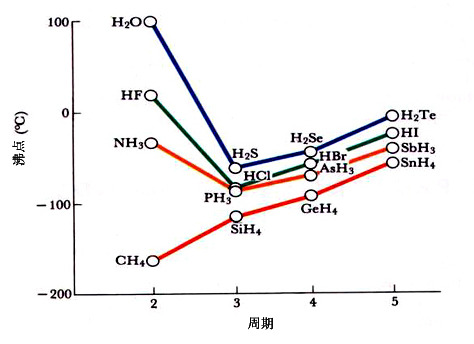 沸点 (℃)
100
0
−100
−200
H₂O
HF
NH₃
CH₄
H₂S
HCl
PH₃
SiH₄
H₂Se
HBr
AsH₃
GeH₄
H₂Te
HI
SbH₃
SnH₄
2 3 4 5
周期